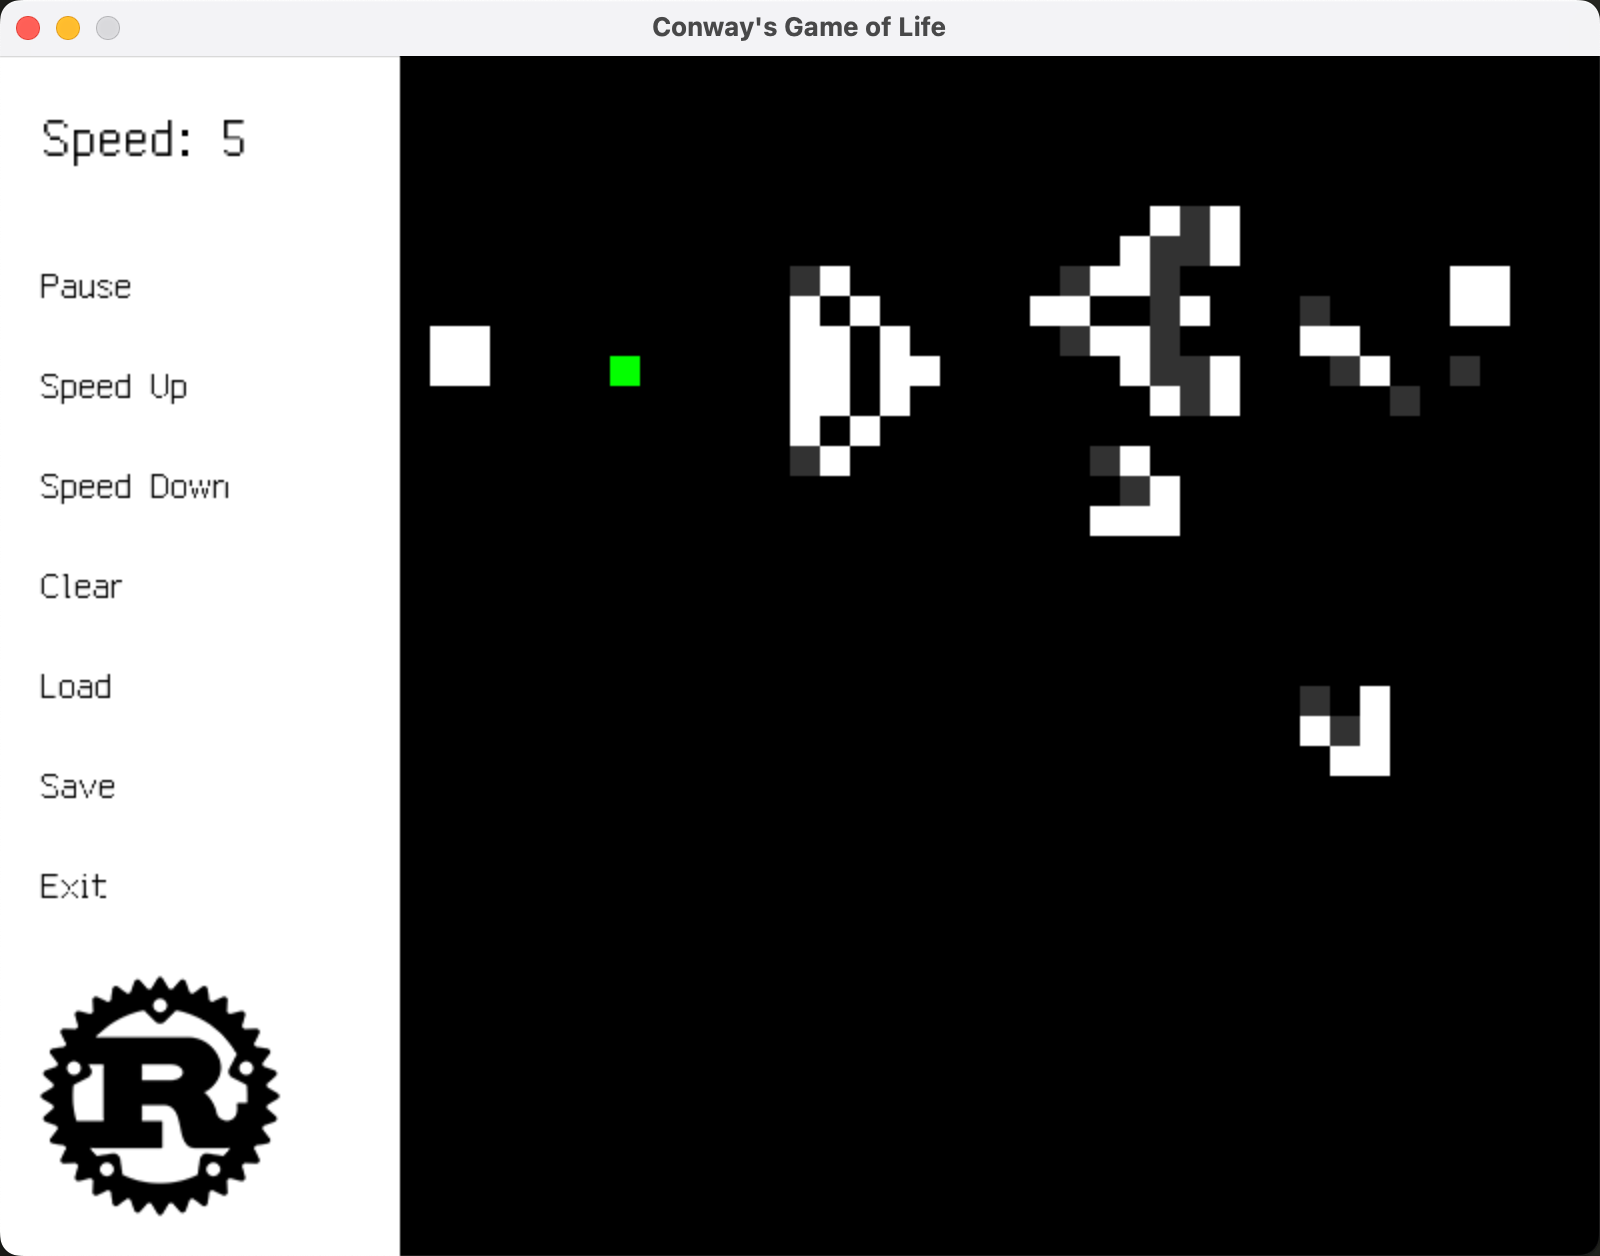 Conway's Game of Life
Speed: 5
Pause
Speed Up
Speed Down
Clear
Load
Save
Exit
R